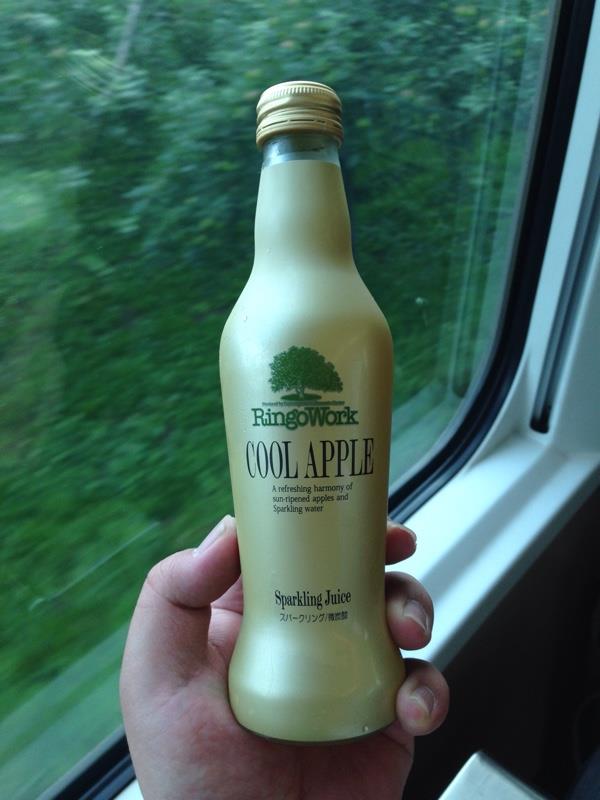 RingoWork
COOL APPLE
A refreshing harmony of
sun-ripened apples and
Sparkling water
Sparkling Juice
スパークリング/微炭酸